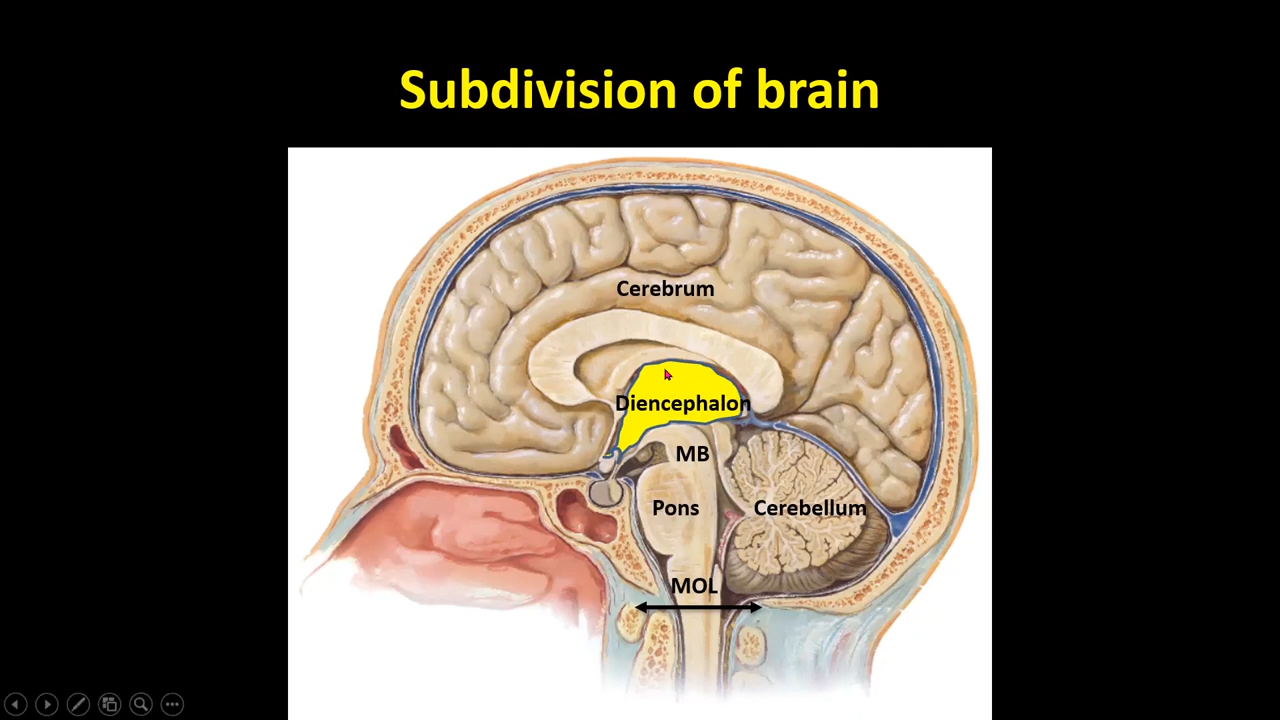 Subdivision of brain
Cerebrum
Diencephalon
MB
Pons
Cerebellum
MOL